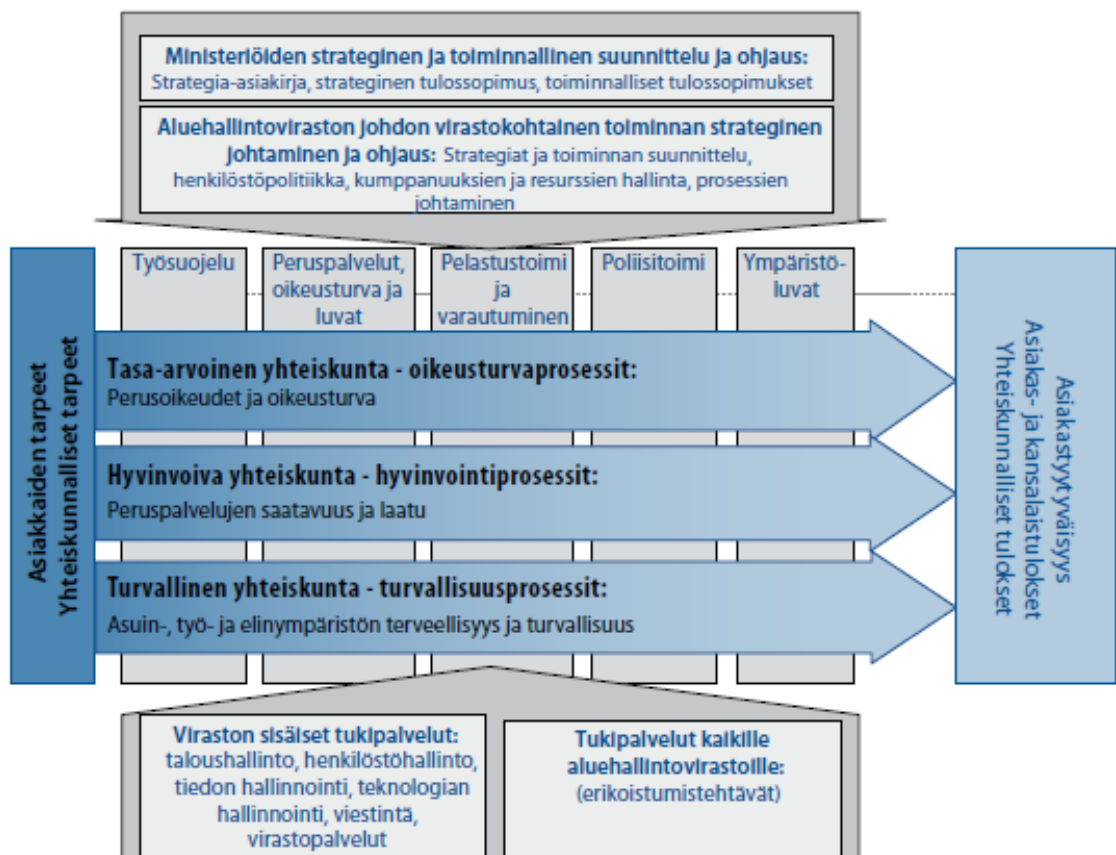 Ministeriöiden strateginen ja toiminnallinen suunnittelu ja ohjaus:
Strategia-asiakirja, strateginen tulossopimus, toiminnalliset tulossopimukset
Aluehallintoviraston johdon virastokohtainen toiminnan strateginen
johtaminen ja ohjaus: Strategiat ja toiminnan suunnittelu,
henkilöstöpolitiikka, kumppanuuksien ja resurssien hallinta, prosessien
johtaminen
Asiakkaiden tarpeet
Yhteiskunnalliset tarpeet
Työsuojelu
Peruspalvelut,
oikeusturva ja
luvat
Pelastustoimi
ja
varautuminen
Poliisitoimi
Ympäristö-
luvat
Tasa-arvoinen yhteiskunta - oikeusturvaprosessit:
Perusoikeudet ja oikeusturva
Hyvinvoiva yhteiskunta - hyvinvointiprosessit:
Peruspalvelujen saatavuus ja laatu
Turvallinen yhteiskunta - turvallisuusprosessit:
Asuin-, työ- ja elinympäristön terveellisyys ja turvallisuus
Asiakastyytyväisyys
Asiakas- ja kansalaistulokset
Yhteiskunnalliset tulokset
Viraston sisäiset tukipalvelut:
taloushallinto, henkilöstöhallinto,
tiedon hallinnointi, teknologian
hallinnointi, viestintä,
virastopalvelut
Tukipalvelut kaikille
aluehallintovirastoille:
(erikoistumistehtävät)